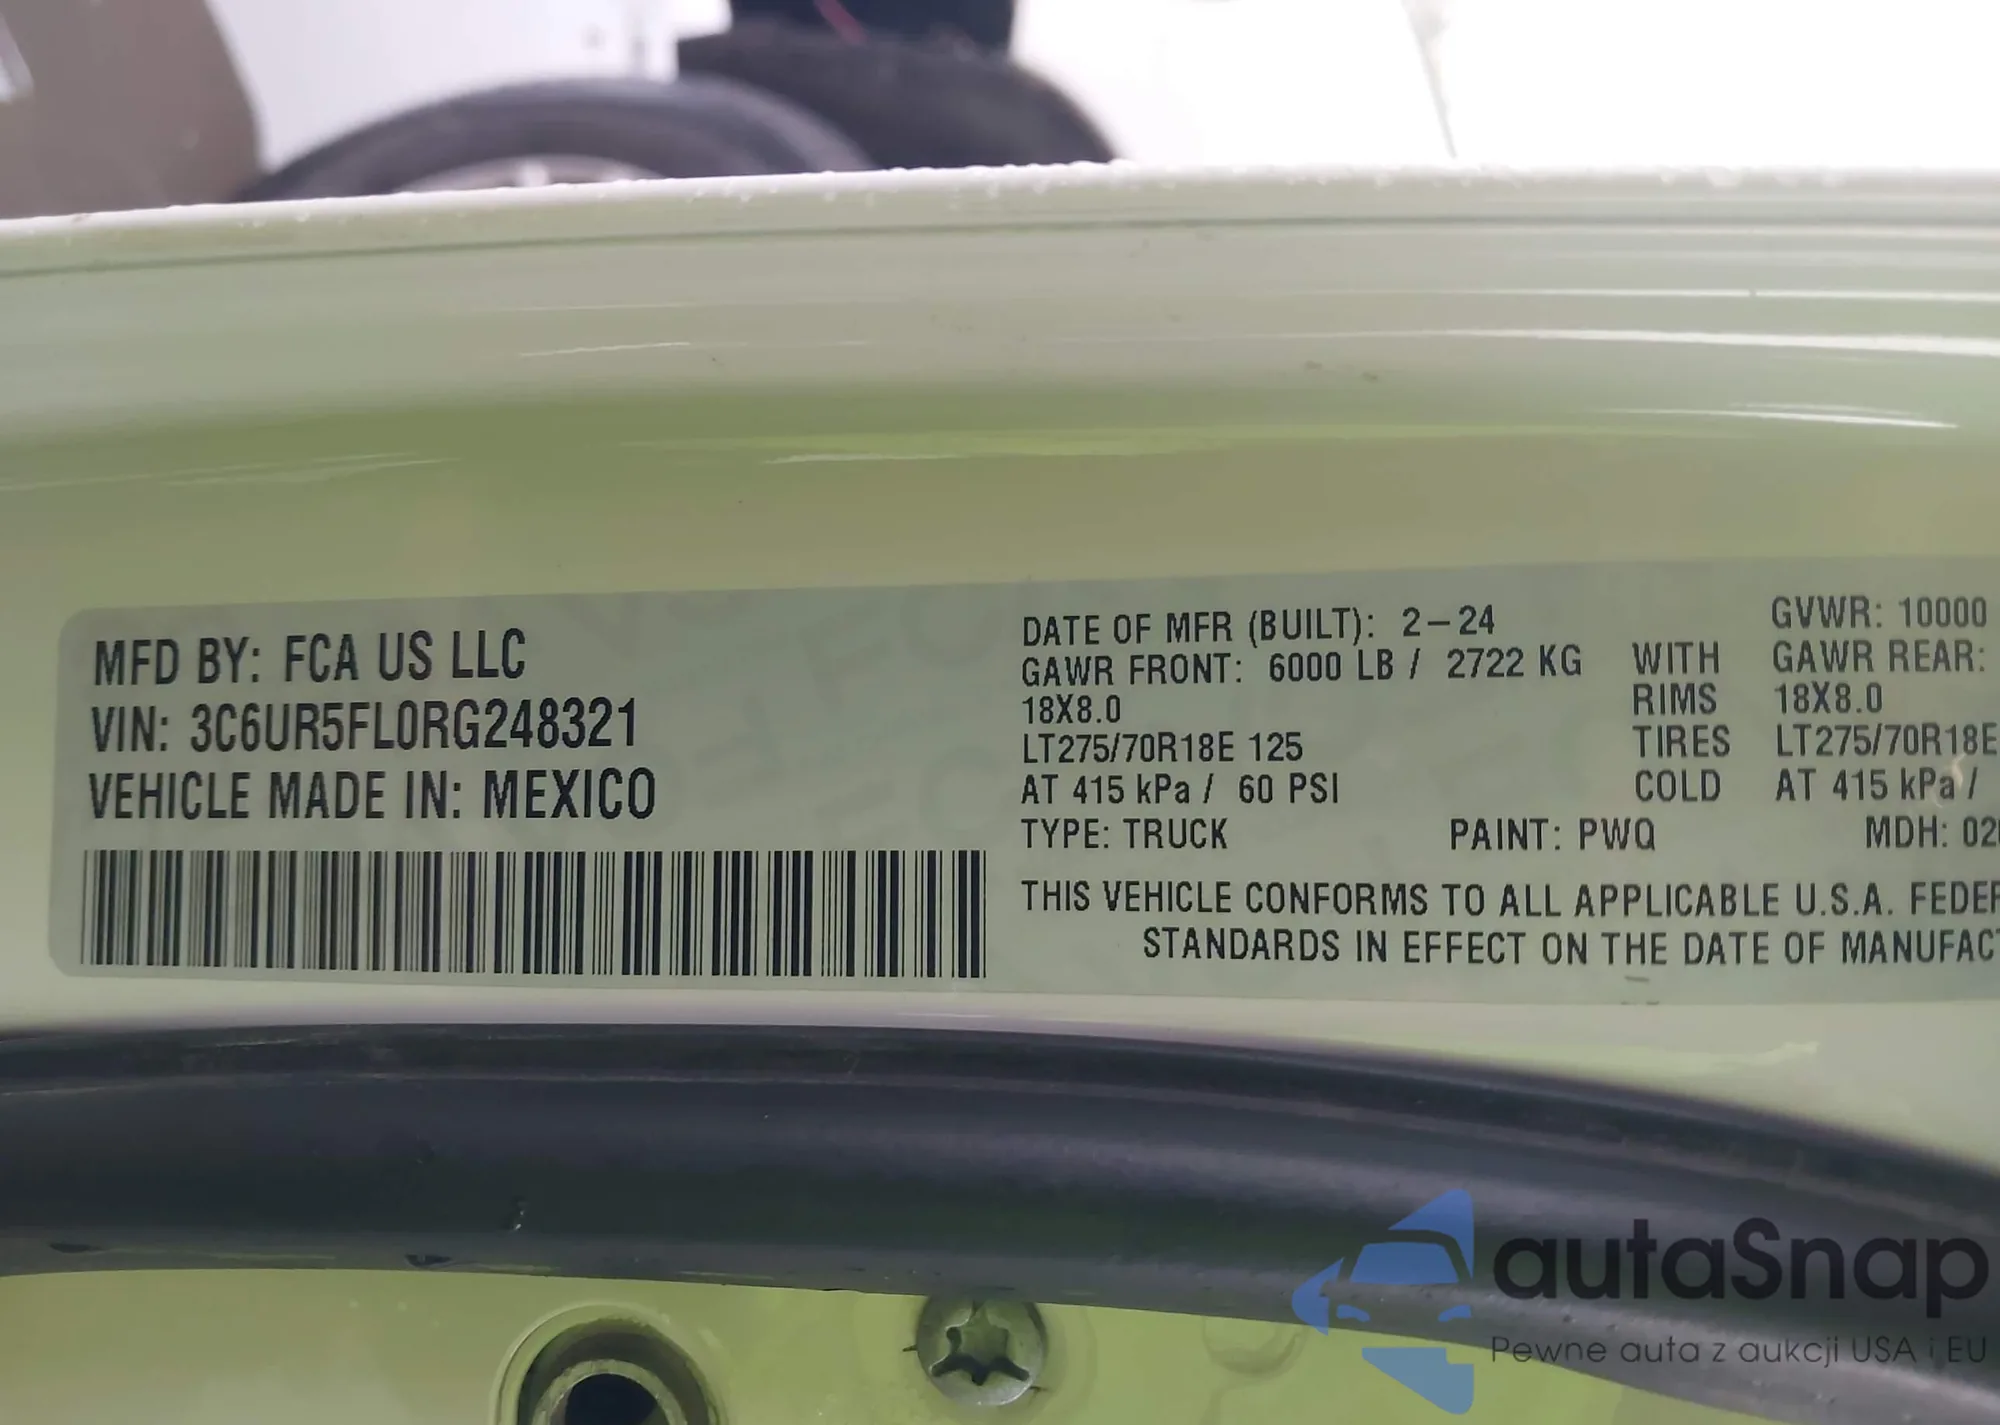 MFD BY: FCA US LLC
VIN: 3C6UR5FL0RG248321
VEHICLE MADE IN: MEXICO
DATE OF MFR (BUILT): 2-24 GVWR: 10000
GAWR FRONT: 6000 LB / 2722 KG WITH GAWR REAR:
18X8.0 RIMS 18X8.0
LT275/70R18E 125 TIRES LT275/70R18E
AT 415 kPa / 60 PSI COLD AT 415 kPa /
TYPE: TRUCK PAINT: PWQ MDH: 02
THIS VEHICLE CONFORMS TO ALL APPLICABLE U.S.A. FEDER
STANDARDS IN EFFECT ON THE DATE OF MANUFAC
autaSnap
Pewne auta z aukcji USA i EU